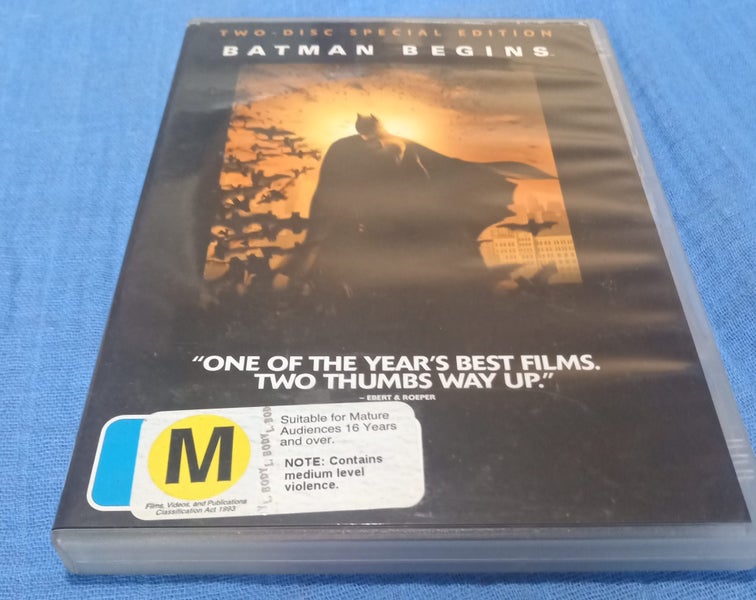 TWO-DISC SPECIAL EDITION
BATMAN BEGINS
"ONE OF THE YEAR'S BEST FILMS.
TWO THUMBS WAY UP."
– EBERT & ROEPER
M
Suitable for Mature
Audiences 16 Years
and over.
NOTE: Contains
medium level
violence.
Films, Videos, and Publications
Classification Act 1993